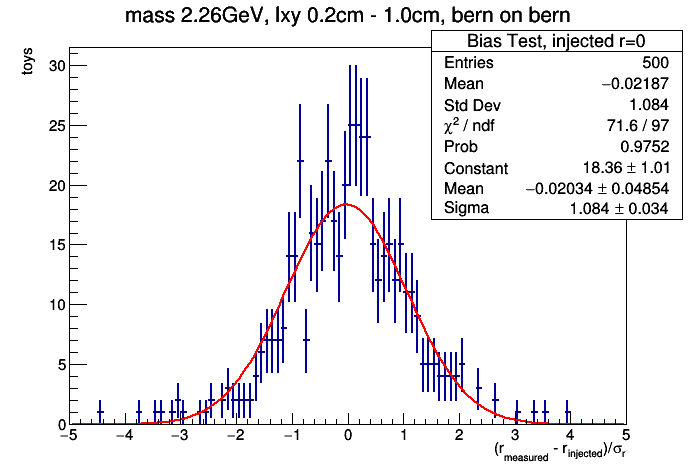 mass 2.26GeV, lxy 0.2cm - 1.0cm, bern on bern
Bias Test, injected r=0
Entries 500
Mean −0.02187
Std Dev 1.084
χ² / ndf 71.6 / 97
Prob 0.9752
Constant 18.36 ± 1.01
Mean −0.02034 ± 0.04854
Sigma 1.084 ± 0.034
toys
30
25
20
15
10
5
0
−5 −4 −3 −2 −1 0 1 2 3 4 5
(r_measured - r_injected)/σ_r